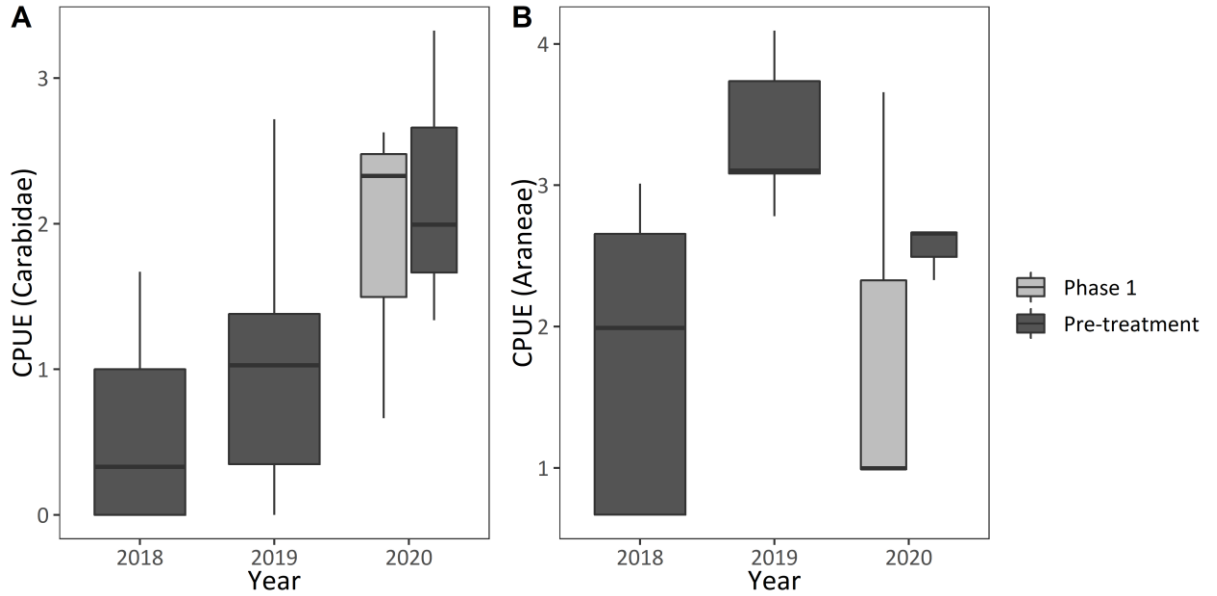 A
CPUE (Carabidae)
3
2
1
0
2018 2019 2020
Year
B
CPUE (Araneae)
4
3
2
1
2018 2019 2020
Year
Phase 1
Pre-treatment